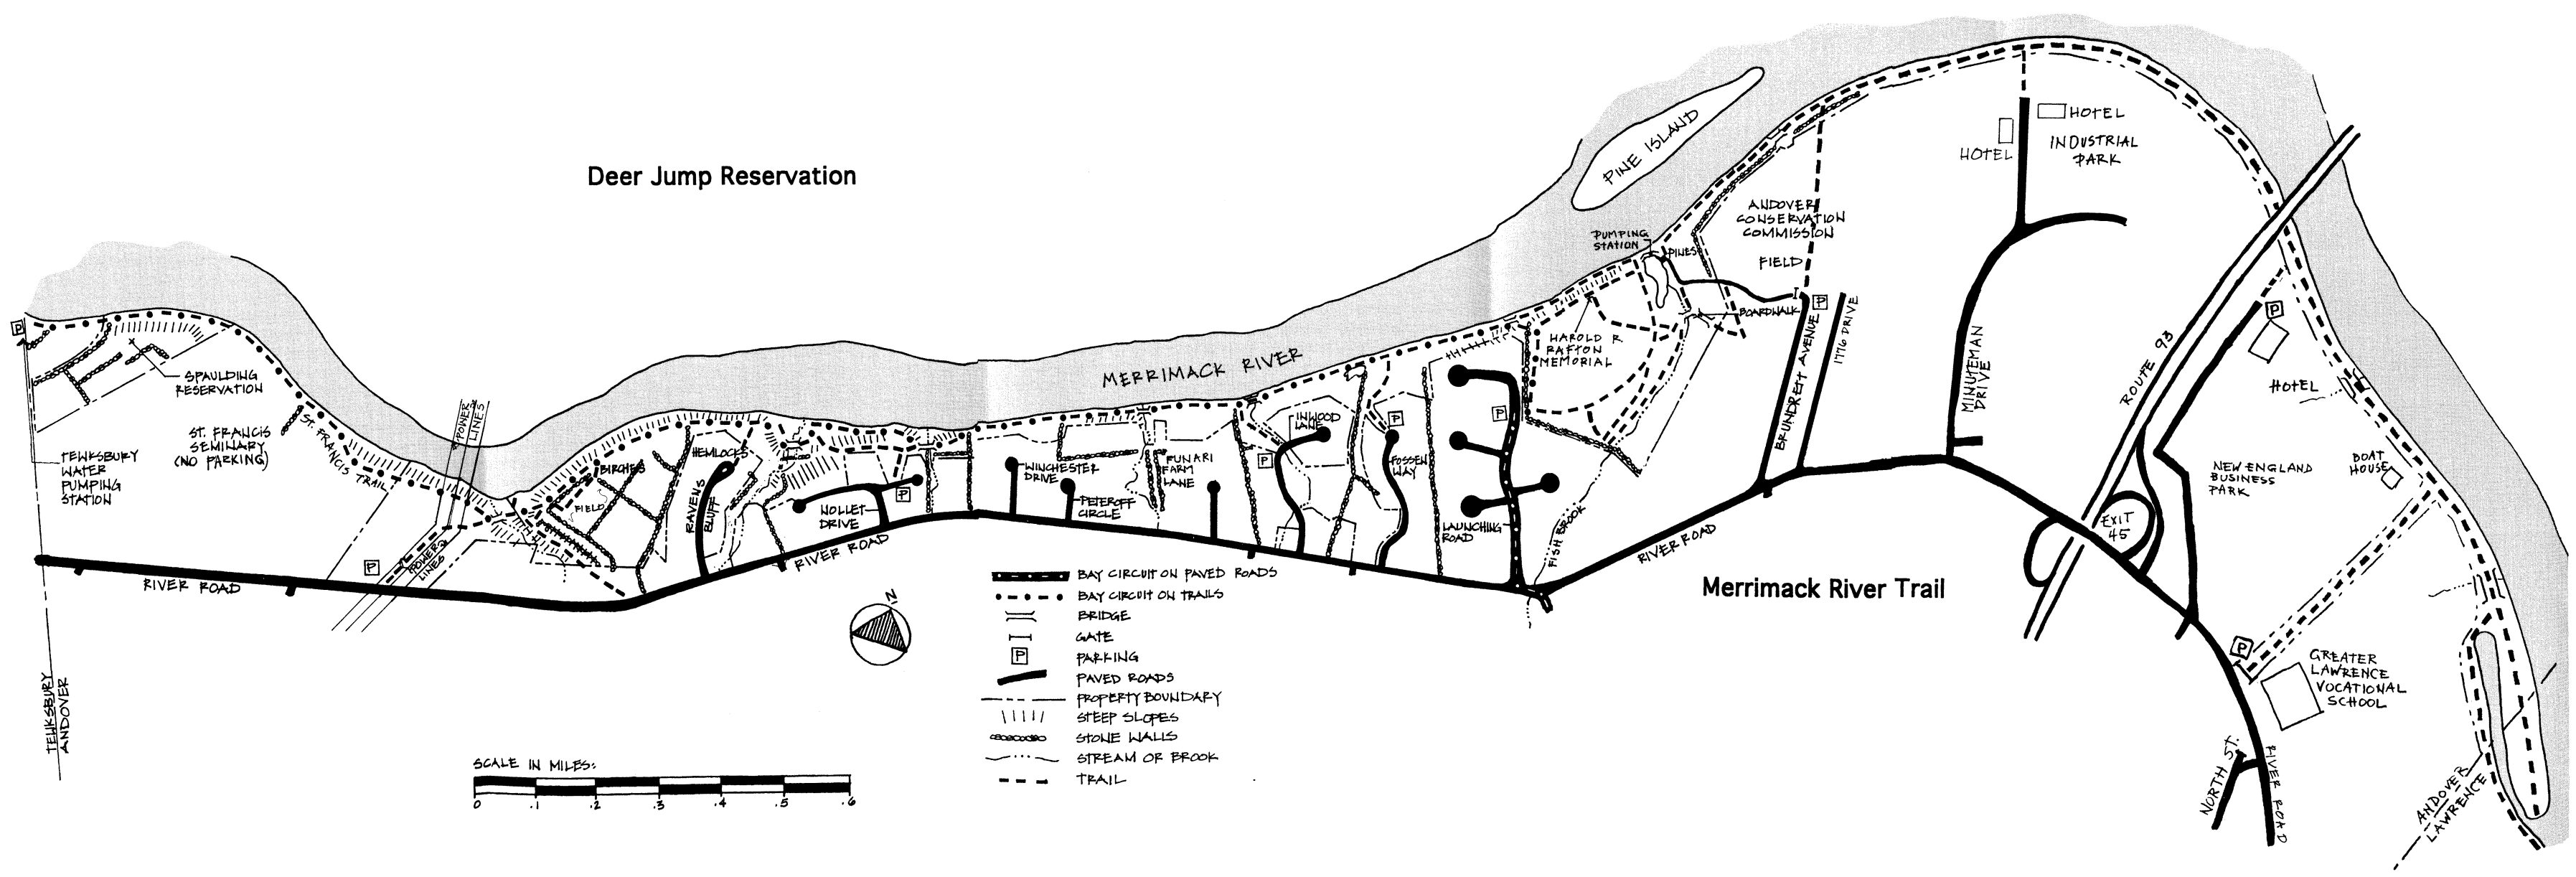 Deer Jump Reservation
PINE ISLAND
HOTEL
HOTEL
INDUSTRIAL
PARK
ANDOVER
CONSERVATION
COMMISSION
FIELD
PUMPING
STATION
PINES
BOARDWALK
P
P
SPAULDING
RESERVATION
ST. FRANCIS
SEMINARY
(NO PARKING)
ST. FRANCIS
TRAIL
POWER
LINES
TEWKSBURY
WATER
PUMPING
STATION
MERRIMACK RIVER
HAROLD R
RAFTON
MEMORIAL
BRUNDRETT AVENUE
1776 DRIVE
MINUTEMAN
DRIVE
ROUTE 93
P
HOTEL
BOAT
HOUSE
NEW ENGLAND
BUSINESS
PARK
EXIT
45
BIRCHES
FIELD
HEMLOCKS
RAVENS
BLUFF
NOLLET
DRIVE
P
WINCHESTER
DRIVE
PETEROFF
CIRCLE
FUNARI
FARM
LANE
INWOOD
LANE
P
P
FOSSEN
WAY
P
LAUNCHING
ROAD
FISH BROOK
P
POWER
LINES
RIVER ROAD
RIVER ROAD
RIVER ROAD
Merrimack River Trail
P
GREATER
LAWRENCE
VOCATIONAL
SCHOOL
NORTH ST.
RIVER ROAD
ANDOVER
LAWRENCE
TEWKSBURY
ANDOVER
N
BAY CIRCUIT ON PAVED ROADS
BAY CIRCUIT ON TRAILS
BRIDGE
GATE
P PARKING
PAVED ROADS
PROPERTY BOUNDARY
STEEP SLOPES
STONE WALLS
STREAM OR BROOK
TRAIL
SCALE IN MILES:
0 .1 .2 .3 .4 .5 .6